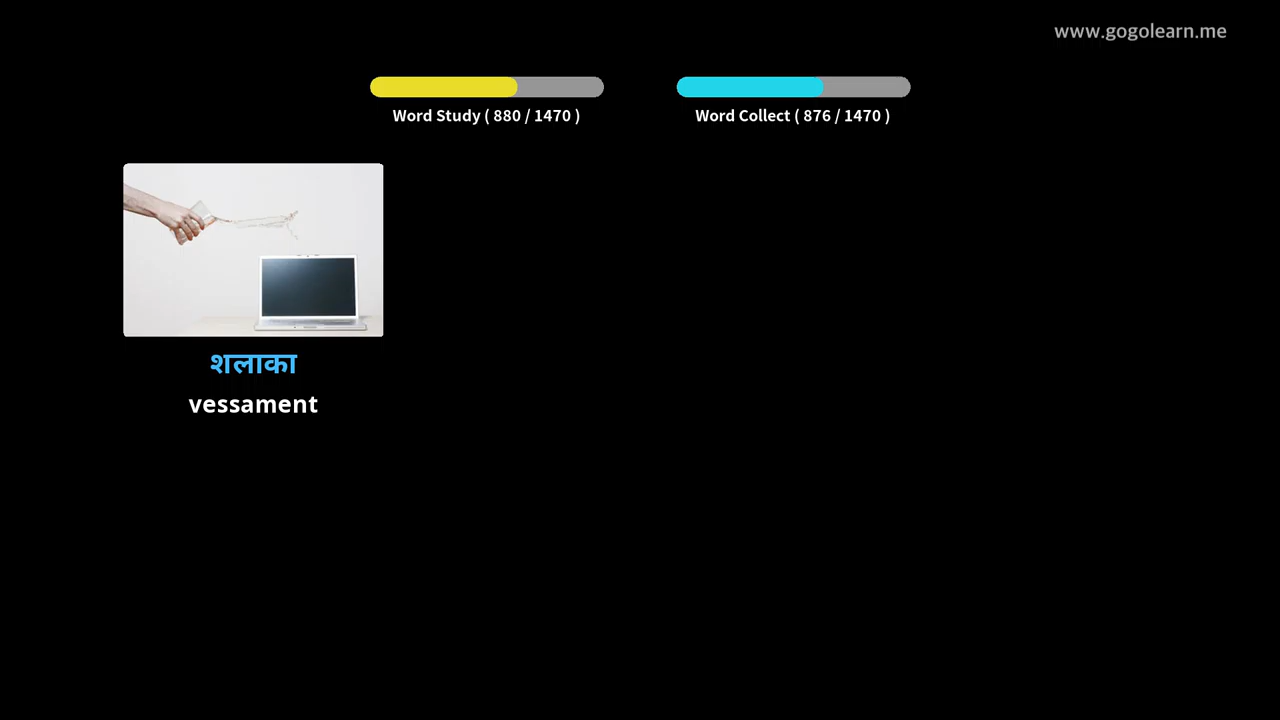 www.gogolearn.me
Word Study ( 880 / 1470 )
Word Collect ( 876 / 1470 )
शलाका
vessament